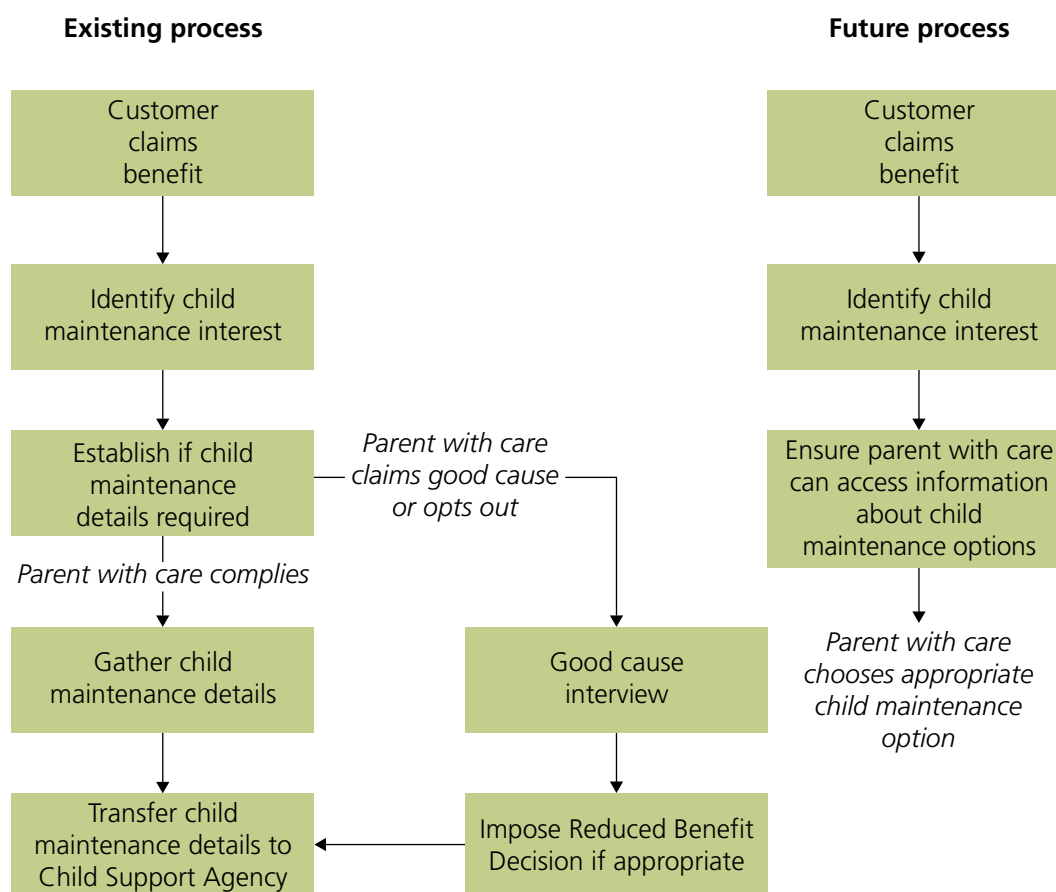 Existing process
Customer
claims
benefit
Identify child
maintenance interest
Establish if child
maintenance
details required
Parent with care
claims good cause
or opts out
Parent with care complies
Gather child
maintenance details
Good cause
interview
Transfer child
maintenance details to
Child Support Agency
Impose Reduced Benefit
Decision if appropriate
Future process
Customer
claims
benefit
Identify child
maintenance interest
Ensure parent with care
can access information
about child
maintenance options
Parent with care
chooses appropriate
child maintenance
option